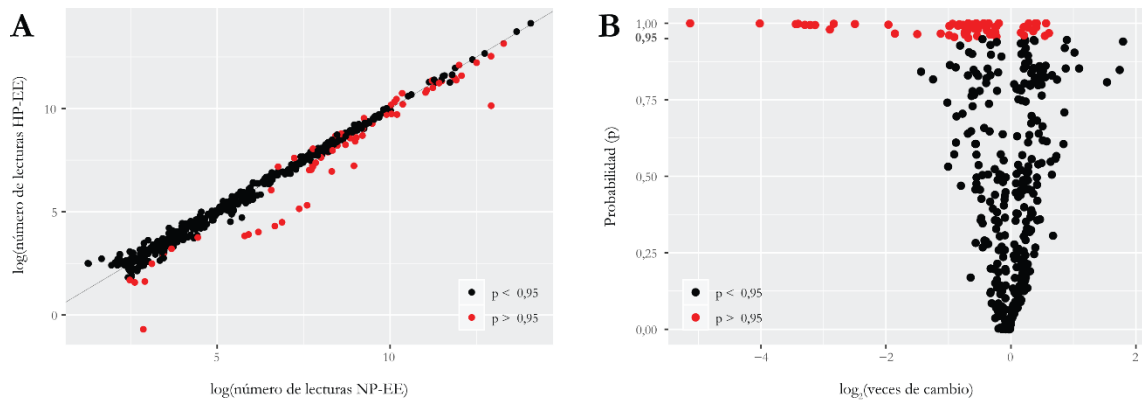 A
log(número de lecturas HP-EE)
10
5
0
p < 0,95
p > 0,95
5
10
log(número de lecturas NP-EE)
B
Probabilidad (p)
1,00
0,95
0,75
0,50
0,25
0,00
p < 0,95
p > 0,95
−4
−2
0
2
log₂(veces de cambio)